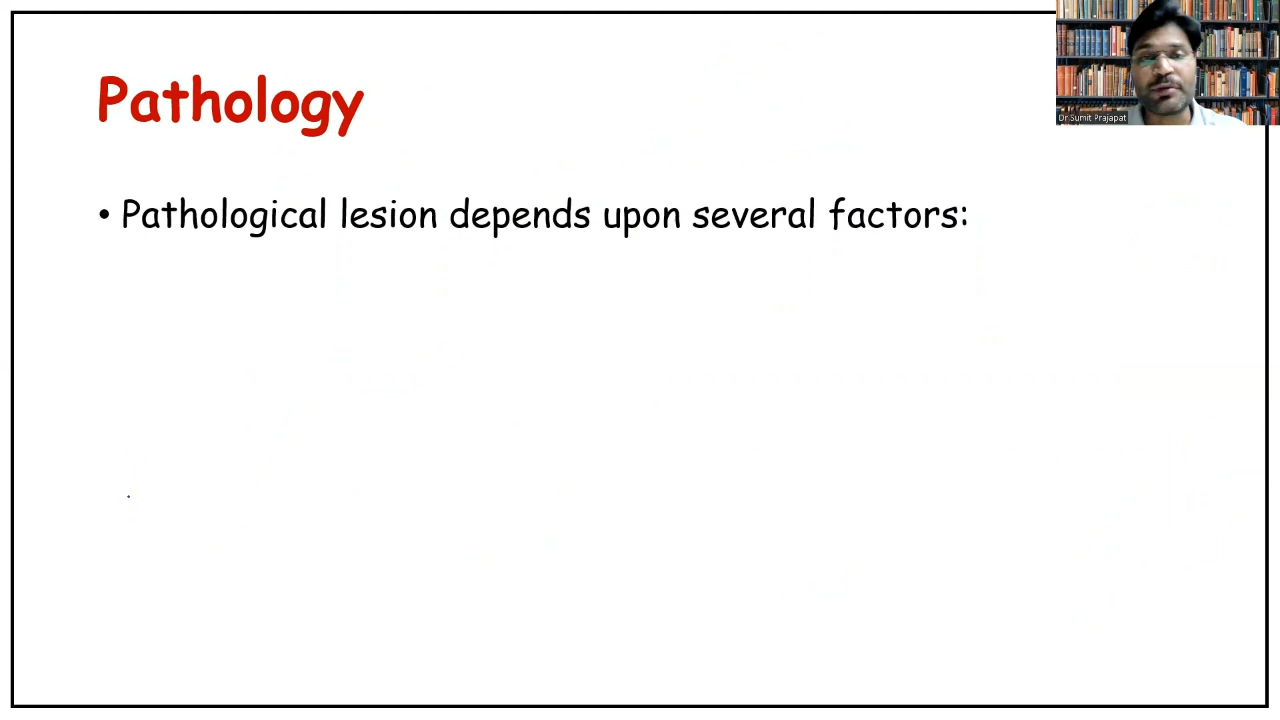 Pathology
• Pathological lesion depends upon several factors:
Dr.Sumit Prajapat